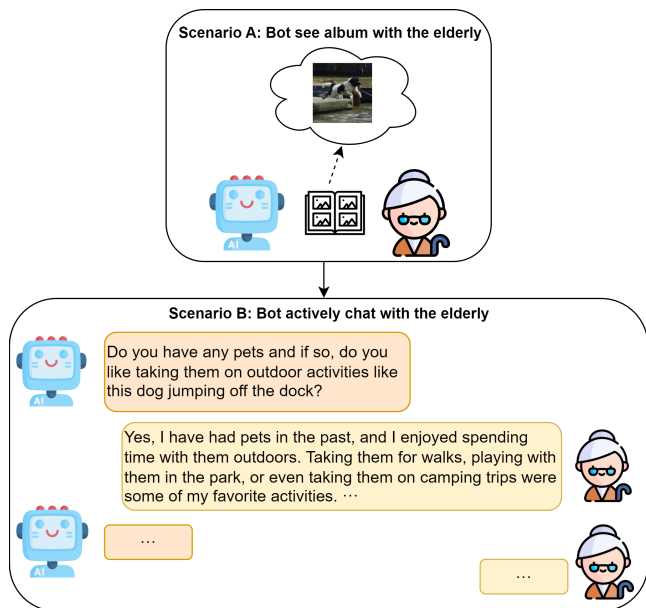 Scenario A: Bot see album with the elderly
AI
Scenario B: Bot actively chat with the elderly
Do you have any pets and if so, do you
like taking them on outdoor activities like
this dog jumping off the dock?
AI
Yes, I have had pets in the past, and I enjoyed spending
time with them outdoors. Taking them for walks, playing with
them in the park, or even taking them on camping trips were
some of my favorite activities. ⋯
⋯
AI
⋯